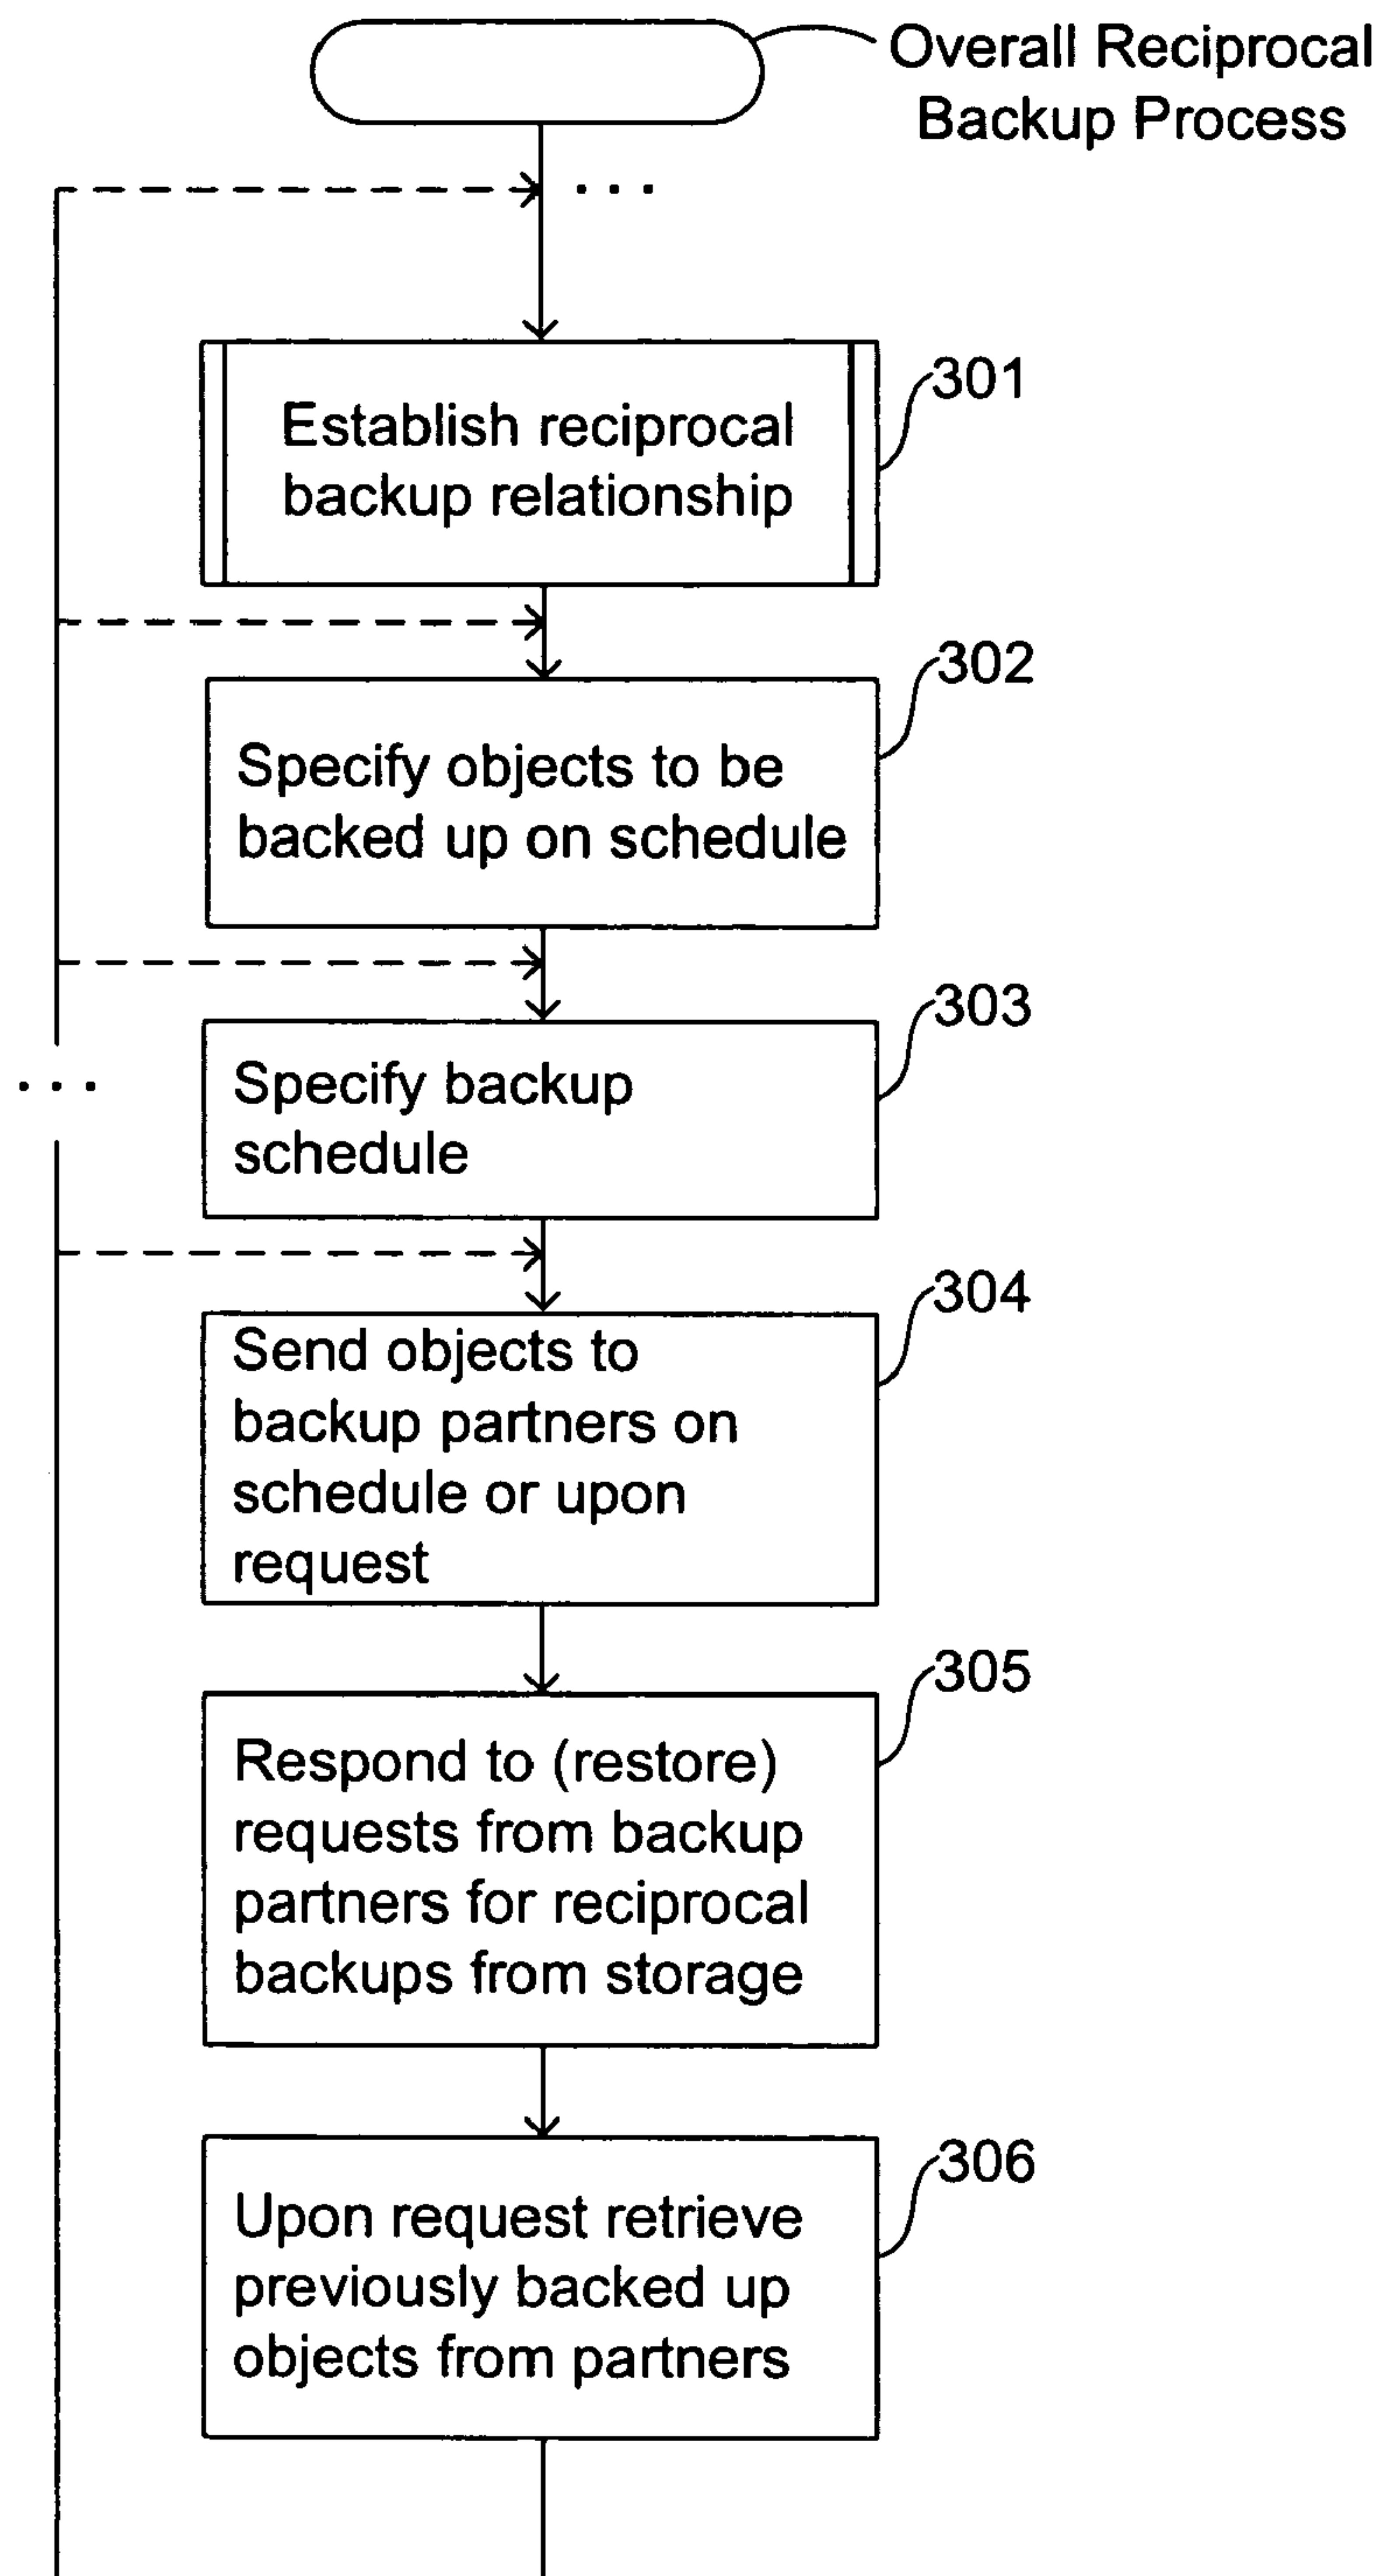 Overall Reciprocal
Backup Process
. . .
301
Establish reciprocal
backup relationship
302
Specify objects to be
backed up on schedule
303
Specify backup
schedule
. . .
304
Send objects to
backup partners on
schedule or upon
request
305
Respond to (restore)
requests from backup
partners for reciprocal
backups from storage
306
Upon request retrieve
previously backed up
objects from partners